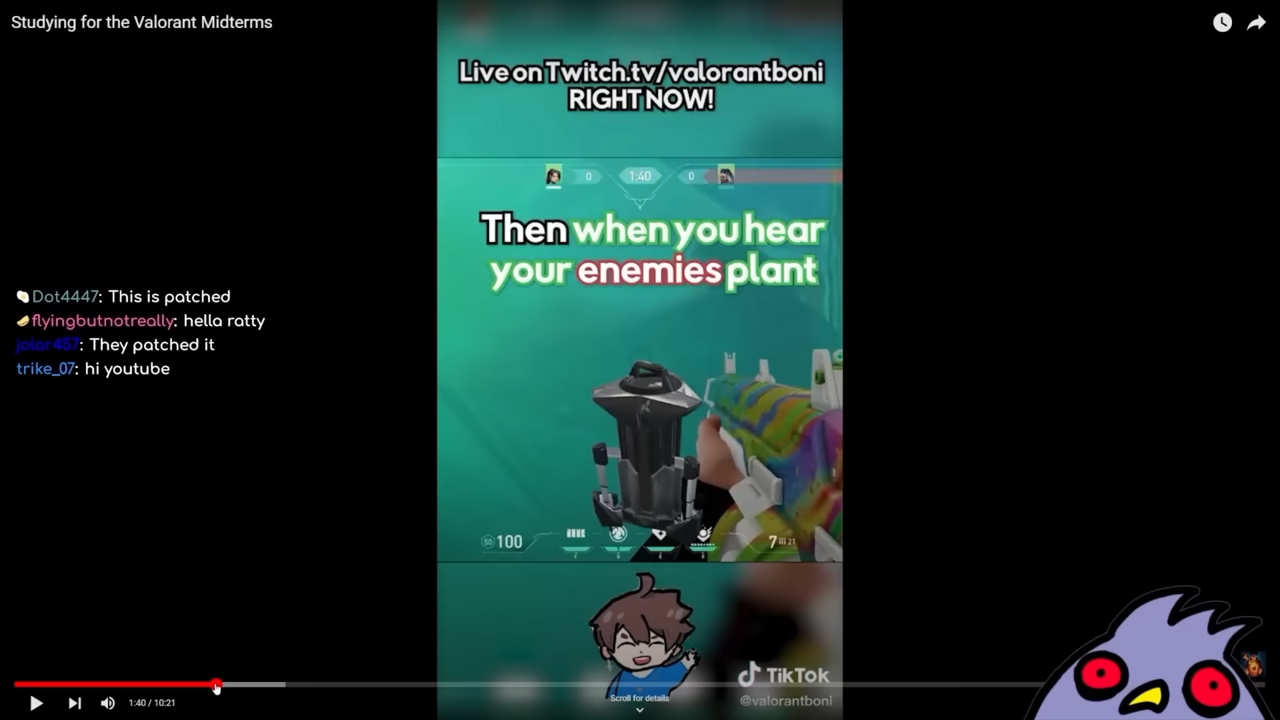 Studying for the Valorant Midterms
Live on Twitch.tv/valorantboni
RIGHT NOW!
0 1:40 0
Then when you hear
your enemies plant
Dot4447: This is patched
flyingbutnotreally: hella ratty
jolar457: They patched it
trike_07: hi youtube
50 100
7 21
TikTok
@valorantboni
Scroll for details
1:40 / 10:21